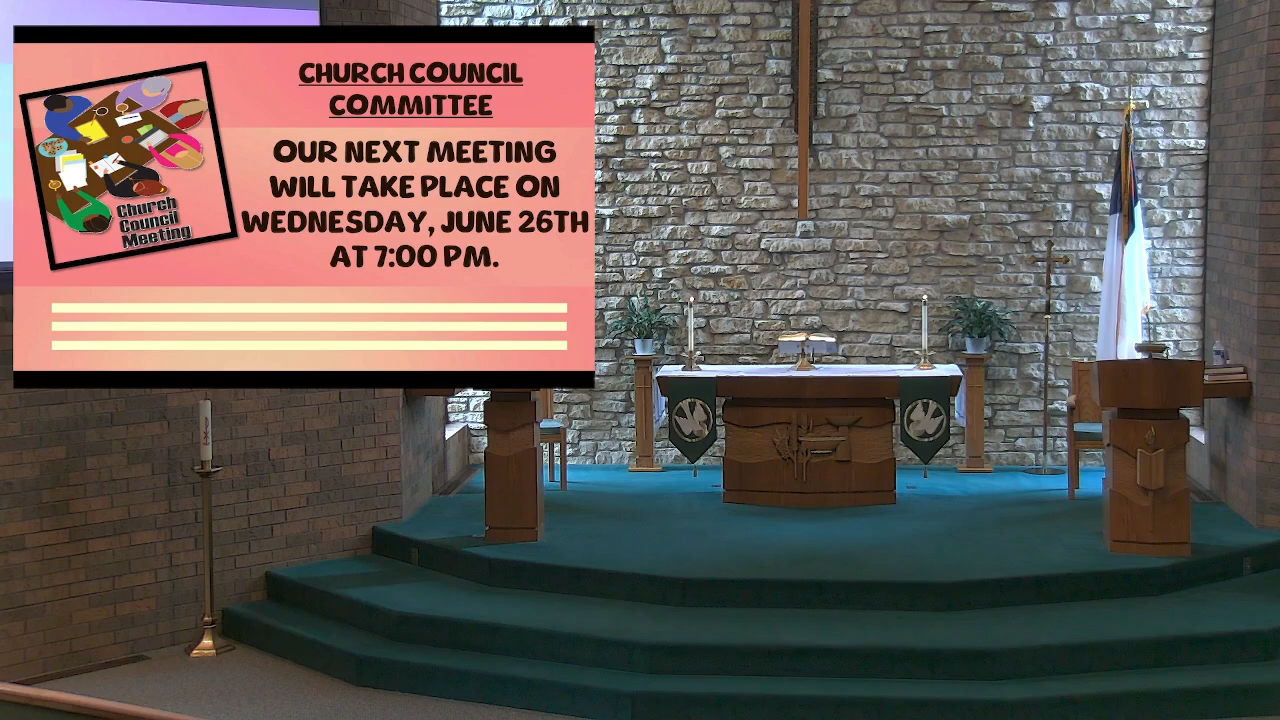 CHURCH COUNCIL
COMMITTEE
OUR NEXT MEETING
WILL TAKE PLACE ON
WEDNESDAY, JUNE 26TH
AT 7:00 PM.
Church
Council
Meeting